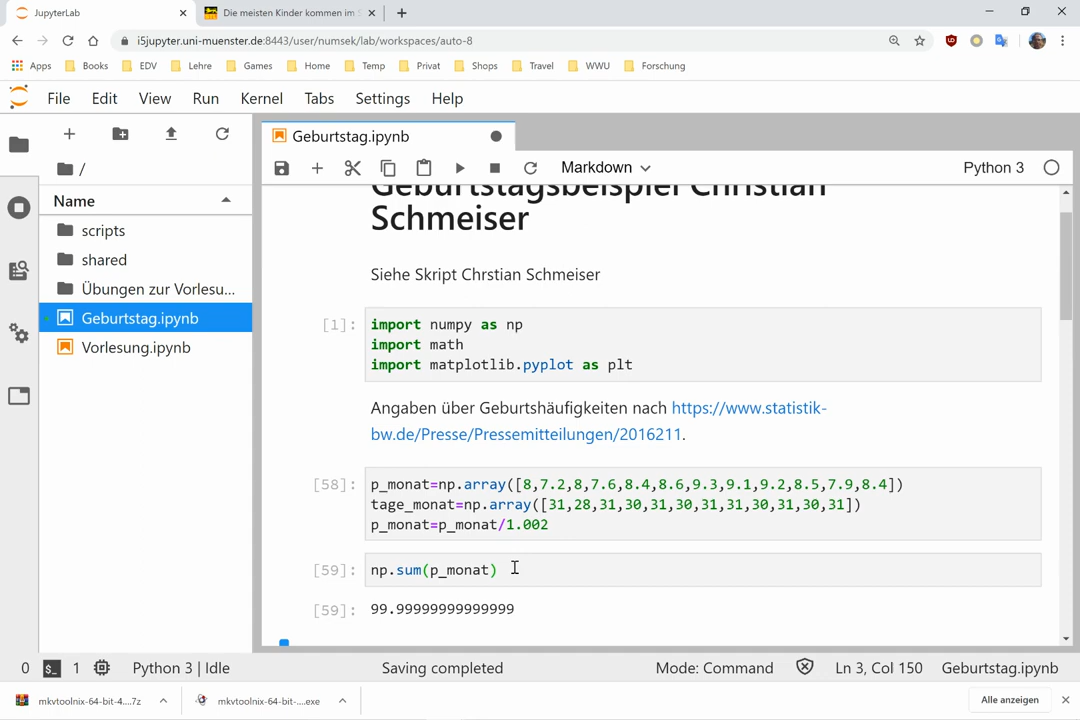 JupyterLab
Die meisten Kinder kommen im S
i5jupyter.uni-muenster.de:8443/user/numsek/lab/workspaces/auto-8
Apps Books EDV Lehre Games Home Temp Privat Shops Travel WWU Forschung
File Edit View Run Kernel Tabs Settings Help
Geburtstag.ipynb
/
Markdown
Python 3
Name
scripts
shared
Übungen zur Vorlesu...
Geburtstag.ipynb
Vorlesung.ipynb
Geburtstagsbeispiel Christian
Schmeiser
Siehe Skript Chrstian Schmeiser
[1]: import numpy as np
import math
import matplotlib.pyplot as plt
Angaben über Geburtshäufigkeiten nach https://www.statistik-
bw.de/Presse/Pressemitteilungen/2016211.
[58]: p_monat=np.array([8,7.2,8,7.6,8.4,8.6,9.3,9.1,9.2,8.5,7.9,8.4])
tage_monat=np.array([31,28,31,30,31,30,31,31,30,31,30,31])
p_monat=p_monat/1.002
[59]: np.sum(p_monat)
[59]: 99.99999999999999
0 $_ 1 Python 3 | Idle Saving completed Mode: Command Ln 3, Col 150 Geburtstag.ipynb
mkvtoolnix-64-bit-4....7z
mkvtoolnix-64-bit-....exe
Alle anzeigen